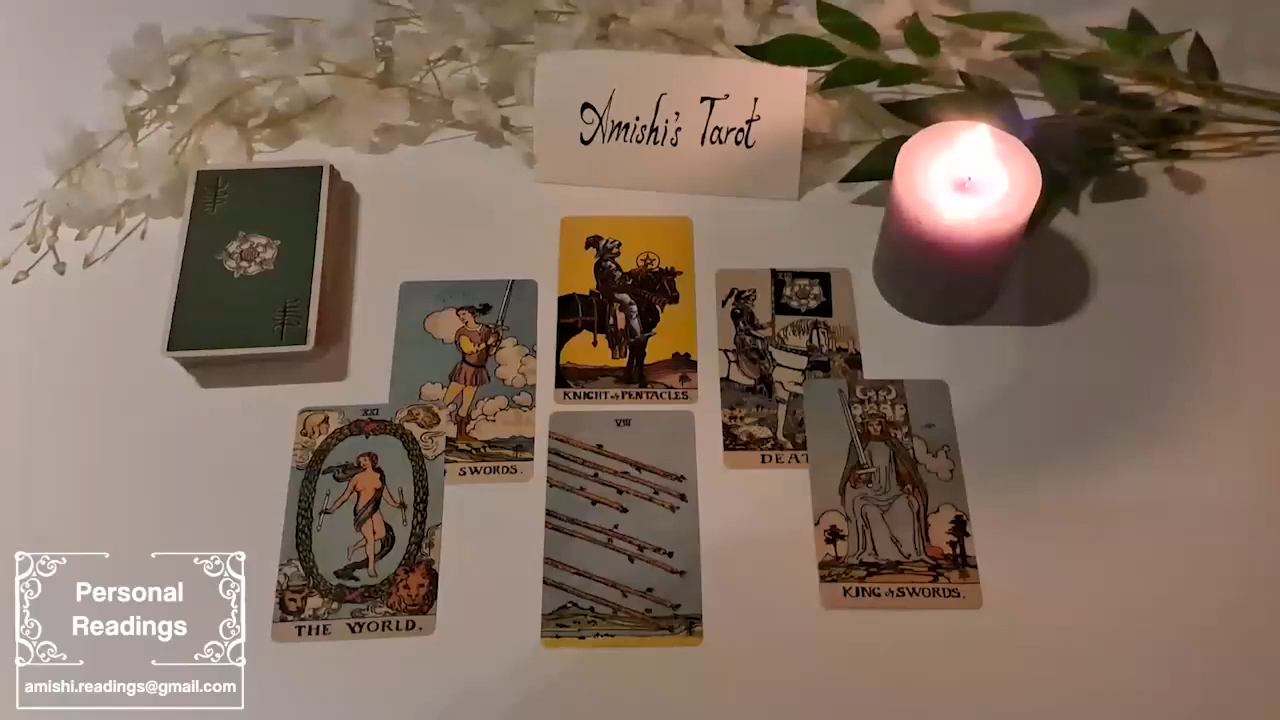 Amishi's Tarot
KNIGHT of PENTACLES.
XIII
SWORDS.
DEAT
XXI
VIII
THE WORLD.
KING of SWORDS.
Personal
Readings
amishi.readings@gmail.com